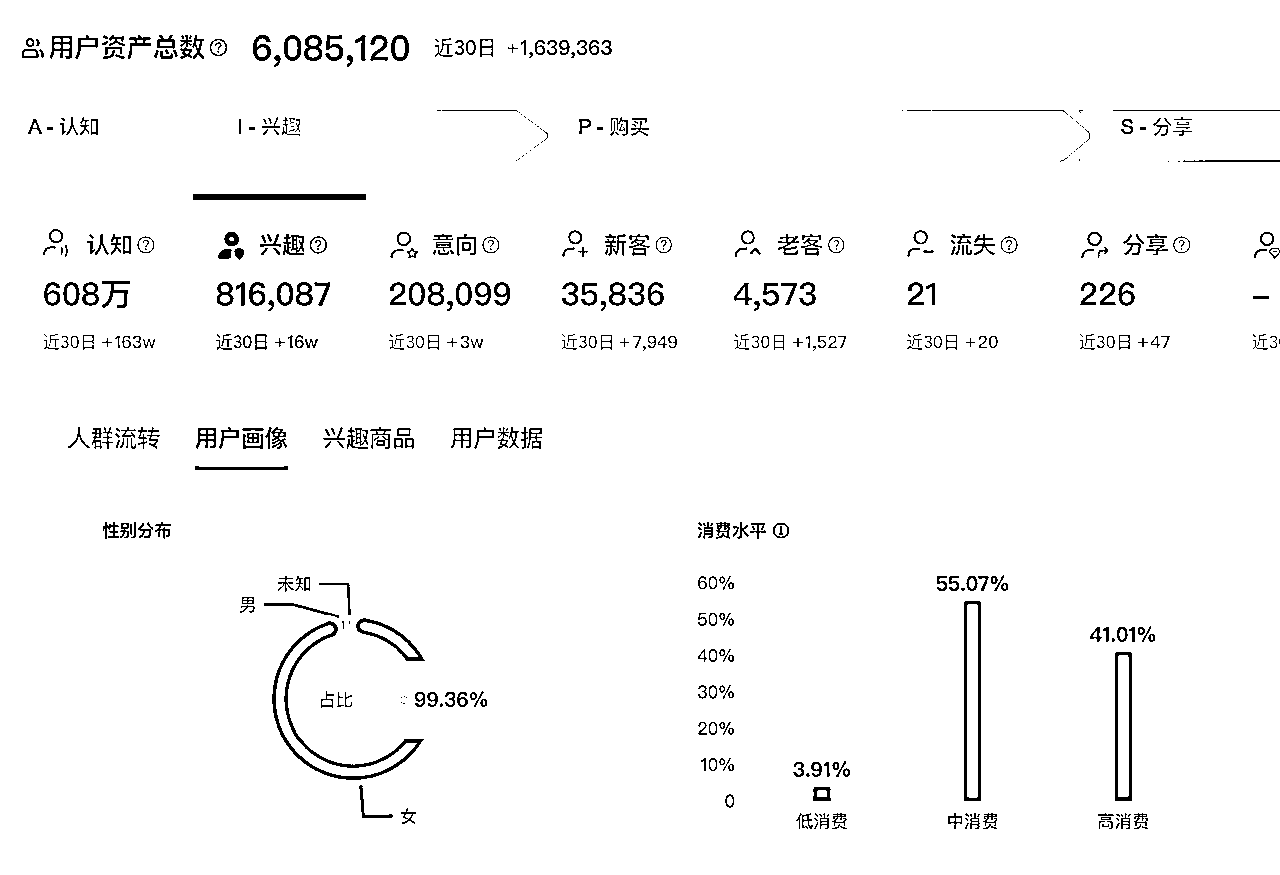 用户资产总数 6,085,120 近30日 +1,639,363
A - 认知 I - 兴趣 P - 购买 S - 分享
认知 兴趣 意向 新客 老客 流失 分享
608万 816,087 208,099 35,836 4,573 21 226 –
近30日 +163w 近30日 +16w 近30日 +3w 近30日 +7,949 近30日 +1,527 近30日 +20 近30日 +47 近3
人群流转 用户画像 兴趣商品 用户数据
性别分布
未知
男
占比 99.36%
女
消费水平
60%
50%
40%
30%
20%
10%
0
3.91% 55.07% 41.01%
低消费 中消费 高消费